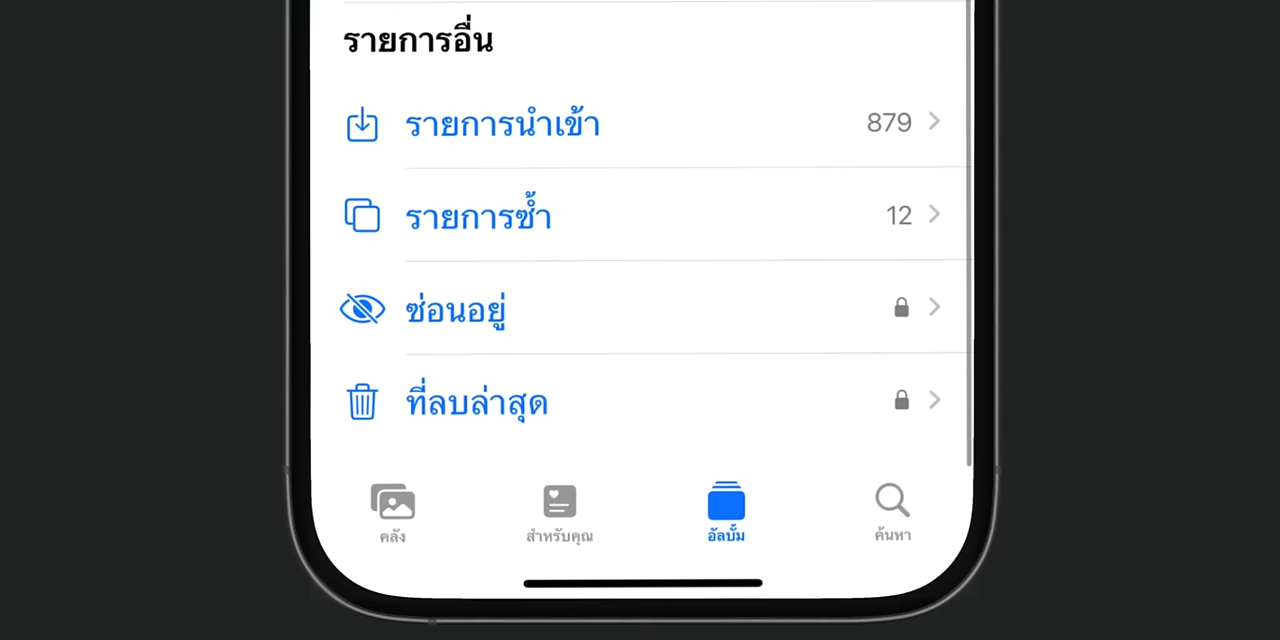 รายการอื่น
รายการนำเข้า 879
รายการซ้ำ 12
ซ่อนอยู่
ที่ลบล่าสุด
คลัง สำหรับคุณ อัลบั้ม ค้นหา